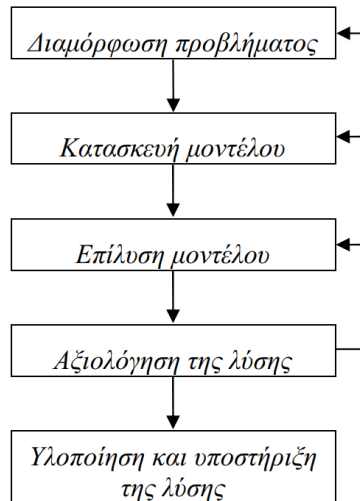 Διαμόρφωση προβλήματος
Κατασκευή μοντέλου
Επίλυση μοντέλου
Αξιολόγηση της λύσης
Υλοποίηση και υποστήριξη
της λύσης